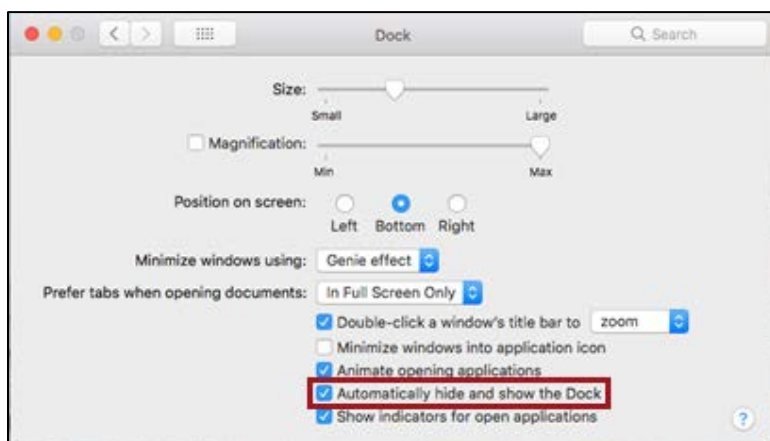 Dock
Search
Size:
Small Large
Magnification:
Min Max
Position on screen:
Left Bottom Right
Minimize windows using: Genie effect
Prefer tabs when opening documents: In Full Screen Only
Double-click a window's title bar to zoom
Minimize windows into application icon
Animate opening applications
Automatically hide and show the Dock
Show indicators for open applications
?